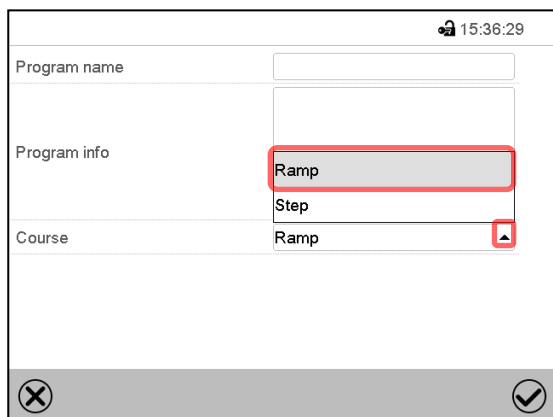 15:36:29
Program name
Program info
Ramp
Step
Course
Ramp